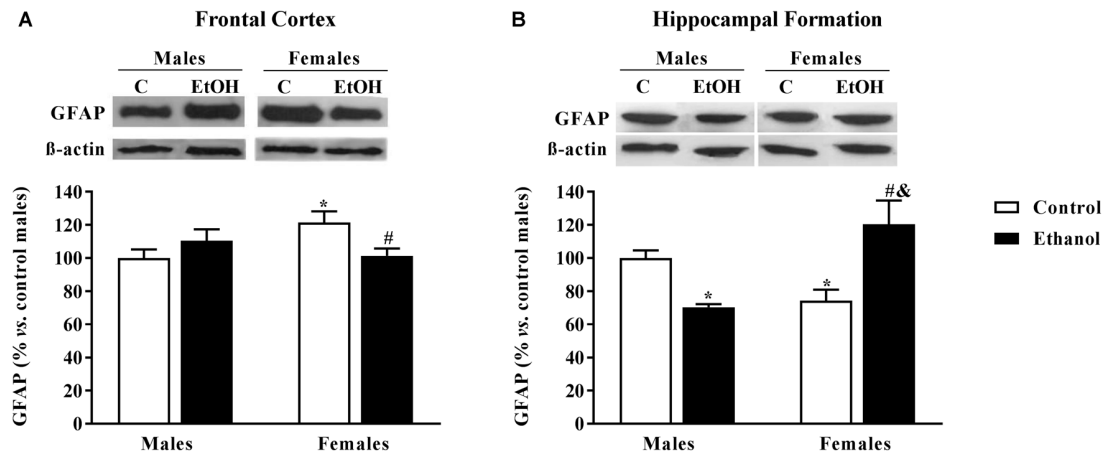 A
Frontal Cortex
Males Females
C EtOH C EtOH
GFAP
ß-actin
GFAP (% vs. control males)
140
120
100
80
60
40
20
0
*
#
Males Females
B
Hippocampal Formation
Males Females
C EtOH C EtOH
GFAP
ß-actin
GFAP (% vs. control males)
140
120
100
80
60
40
20
0
*
*
#&
Males Females
Control
Ethanol